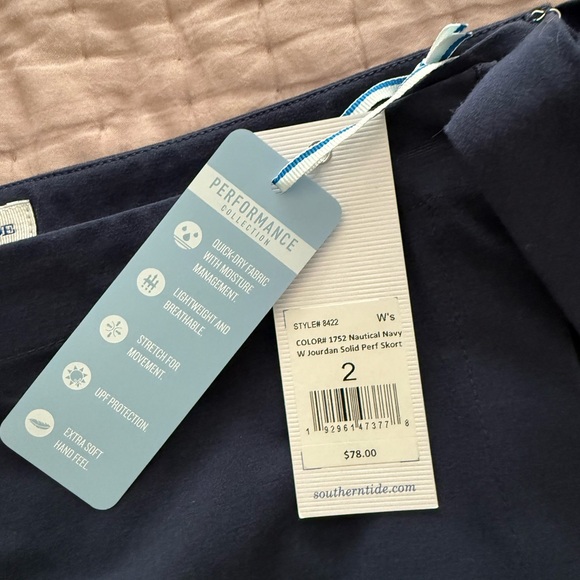 PERFORMANCE
COLLECTION
QUICK-DRY FABRIC
WITH MOISTURE
MANAGEMENT.
LIGHTWEIGHT AND
BREATHABLE.
STRETCH FOR
MOVEMENT.
UPF PROTECTION.
EXTRA SOFT
HAND FEEL.
STYLE# 8422 W's
COLOR# 1752 Nautical Navy
W Jourdan Solid Perf Skort
2
1 92961 47377 8
$78.00
southerntide.com